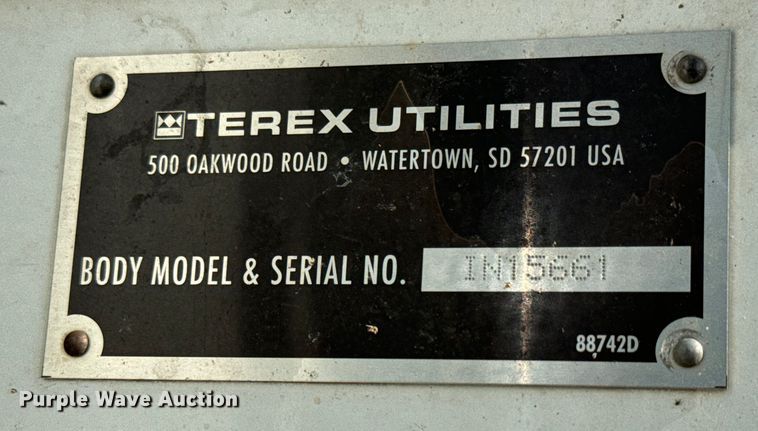 TEREX UTILITIES
500 OAKWOOD ROAD • WATERTOWN, SD 57201 USA
BODY MODEL & SERIAL NO. IN15661
88742D
Purple Wave Auction